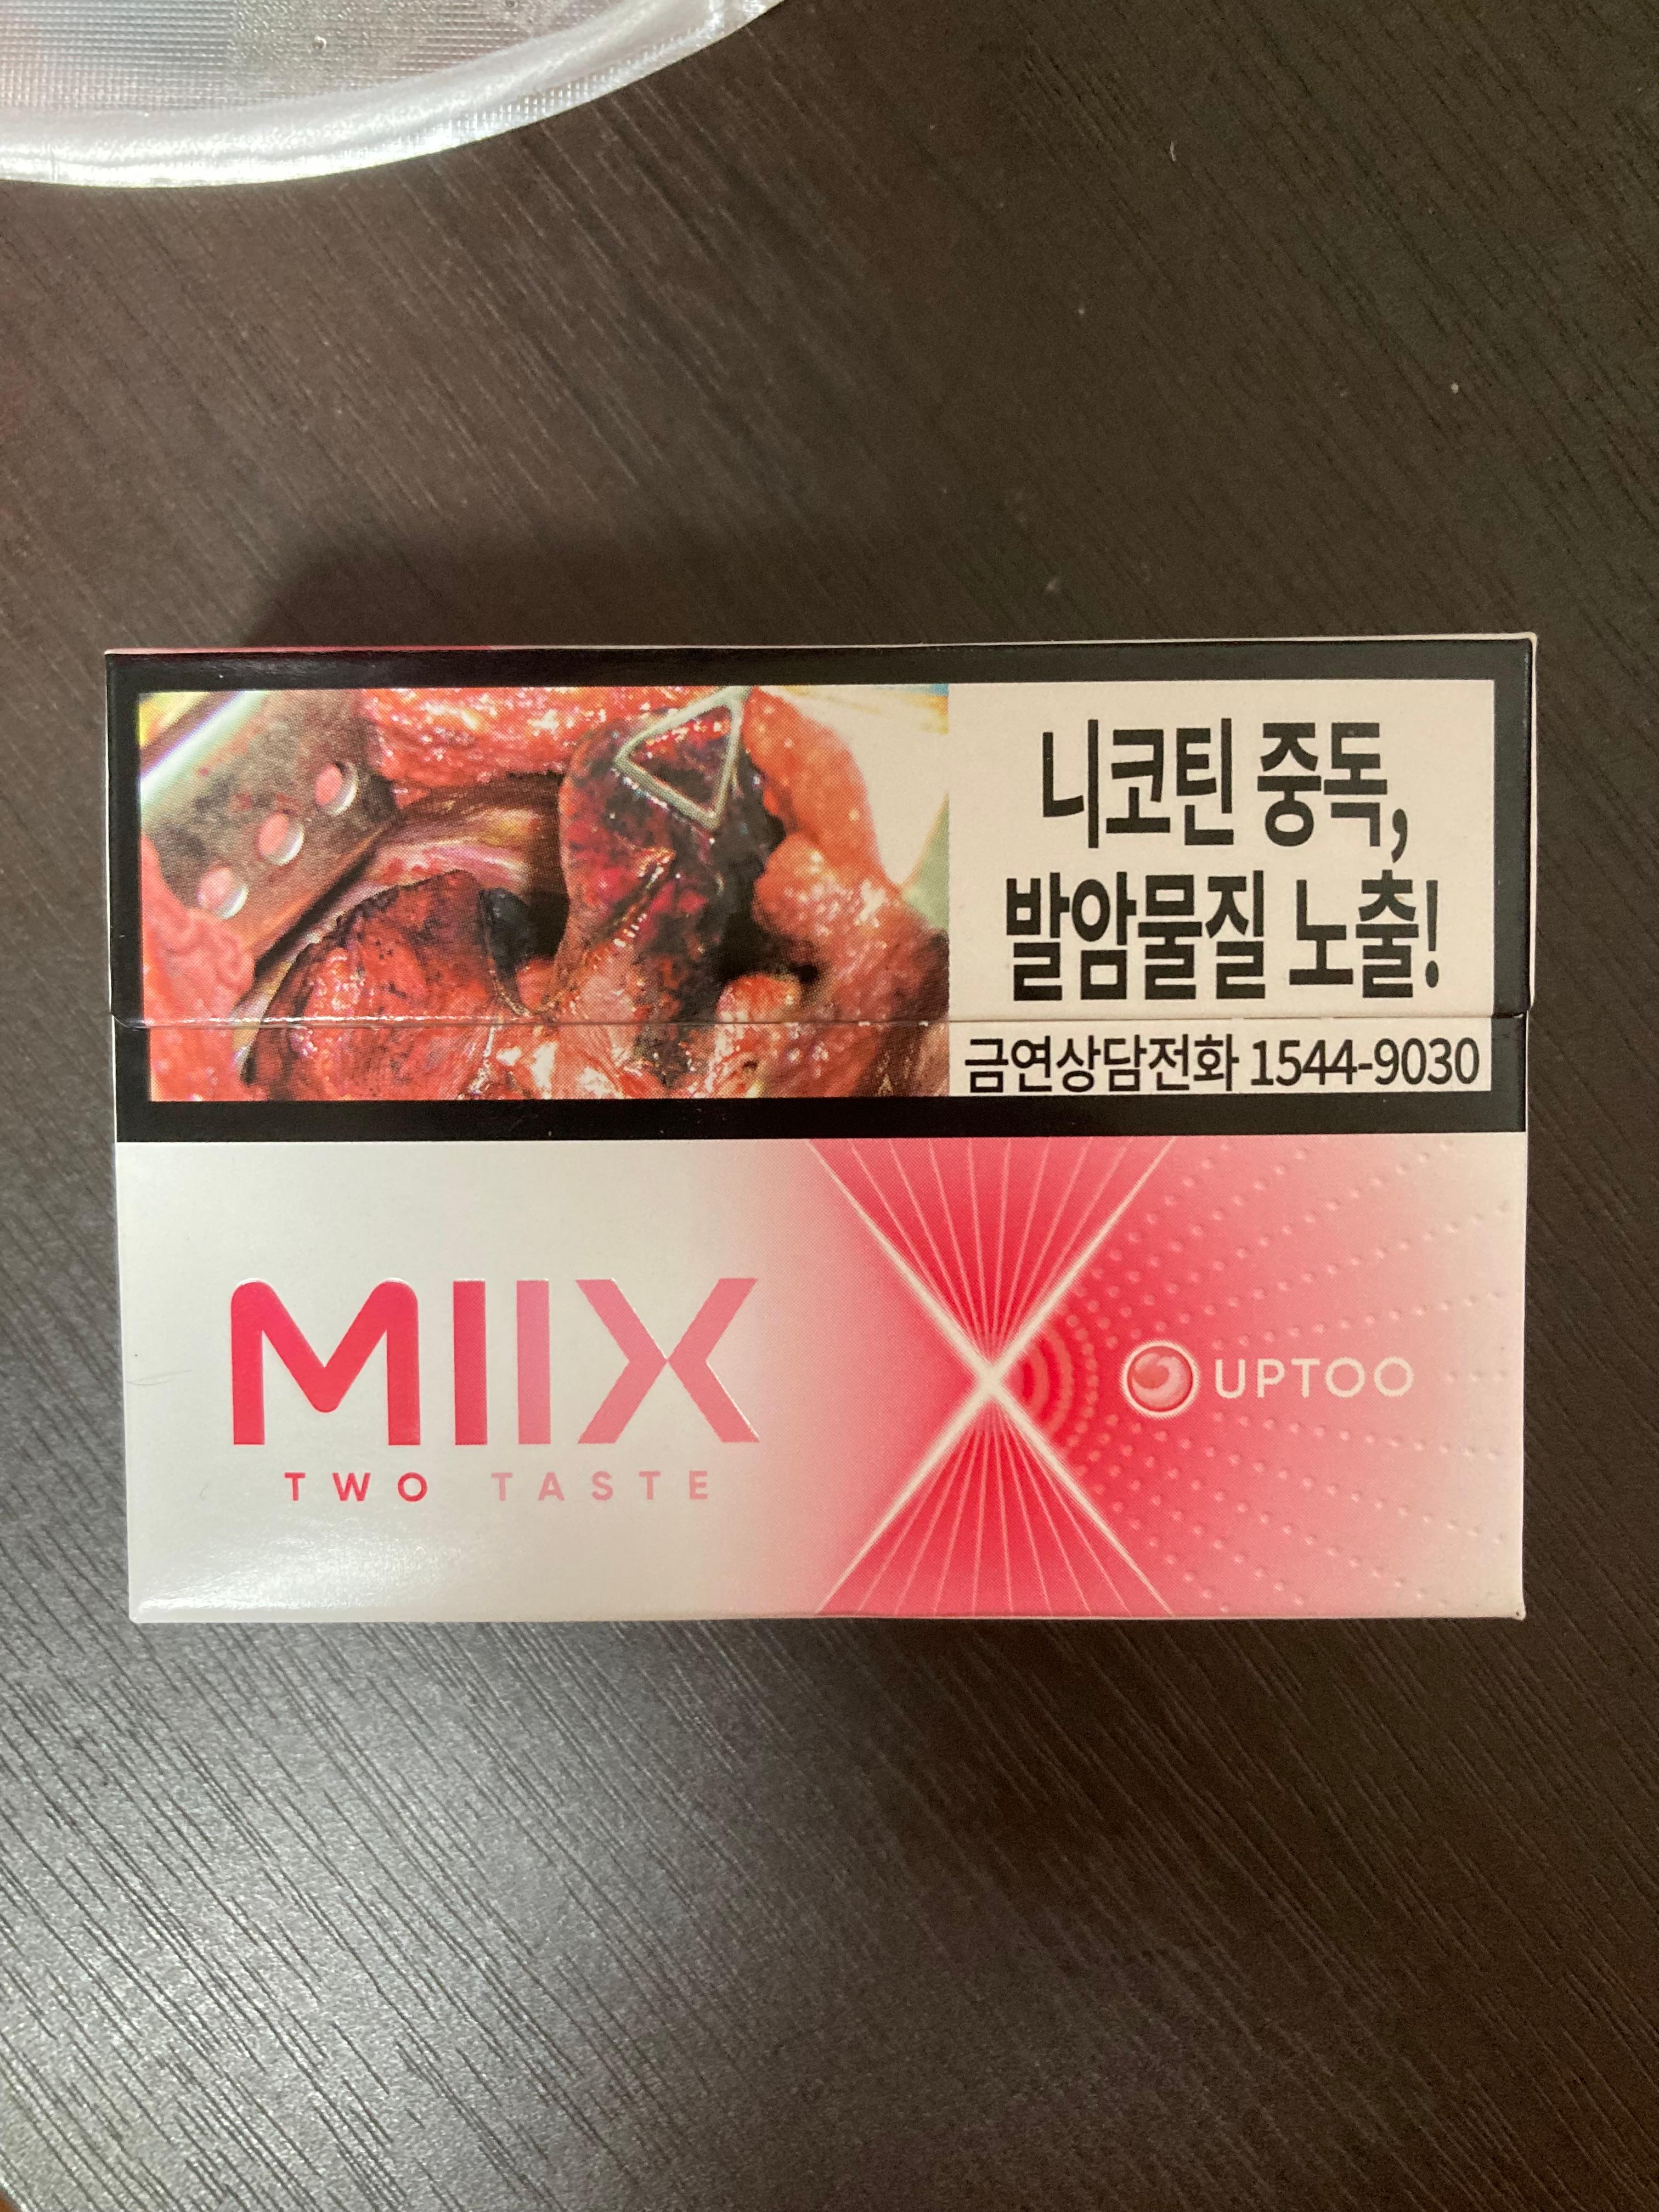 니코틴 중독,
발암물질 노출!
금연상담전화 1544-9030
MIIX
TWO TASTE
UPTOO